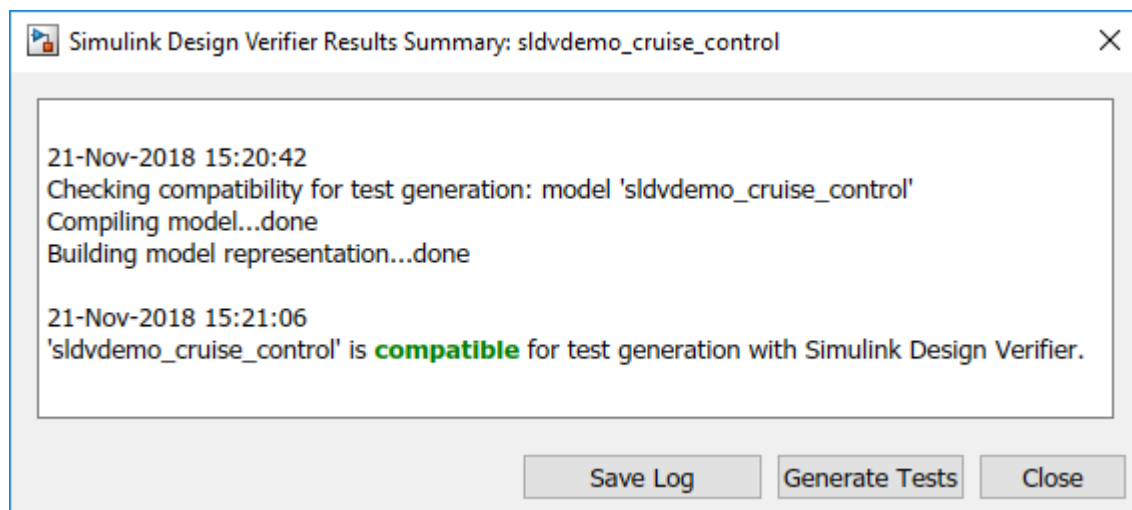 Simulink Design Verifier Results Summary: sldvdemo_cruise_control
21-Nov-2018 15:20:42
Checking compatibility for test generation: model 'sldvdemo_cruise_control'
Compiling model...done
Building model representation...done
21-Nov-2018 15:21:06
'sldvdemo_cruise_control' is compatible for test generation with Simulink Design Verifier.
Save Log
Generate Tests
Close